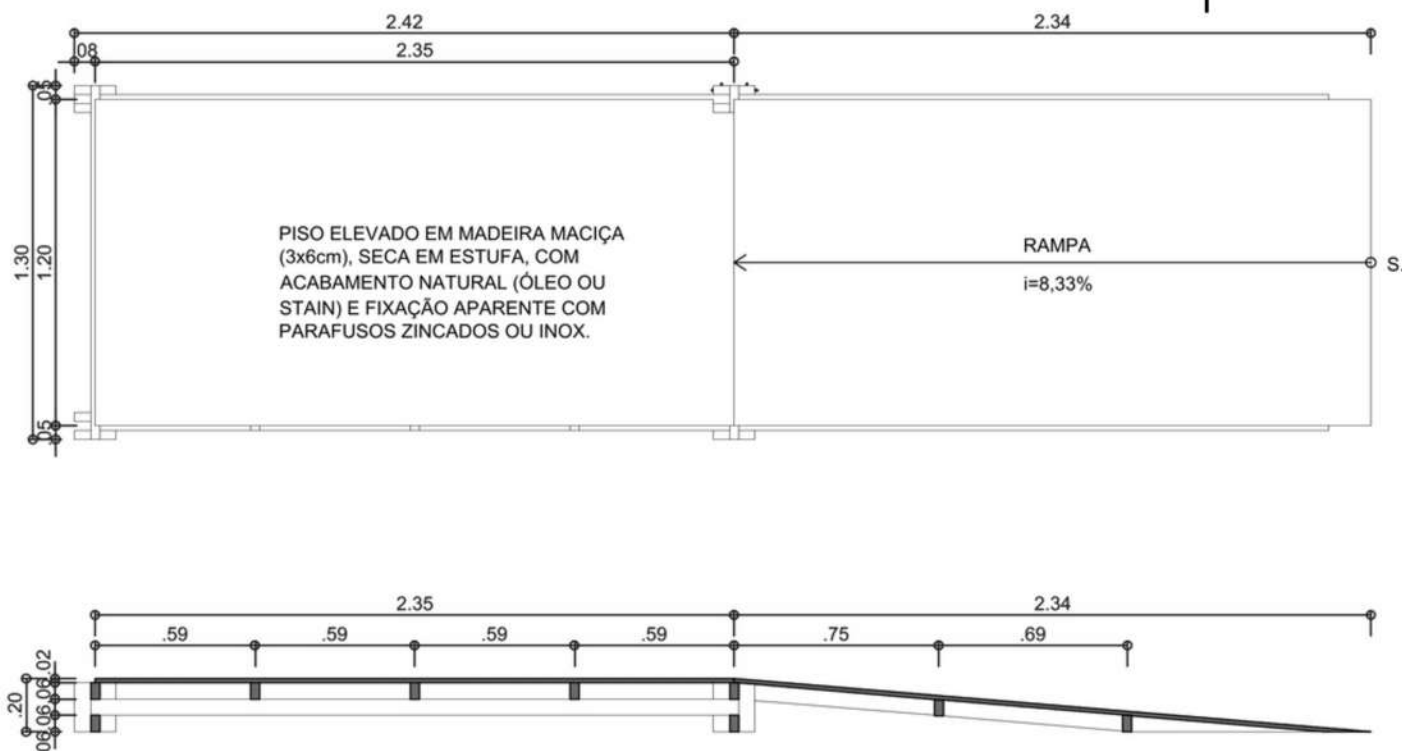 2.42
2.34
.08
2.35
.05
1.30
1.20
.05
PISO ELEVADO EM MADEIRA MACIÇA
(3x6cm), SECA EM ESTUFA, COM
ACABAMENTO NATURAL (ÓLEO OU
STAIN) E FIXAÇÃO APARENTE COM
PARAFUSOS ZINCADOS OU INOX.
RAMPA
i=8,33%
S.
2.35
2.34
.59
.59
.59
.59
.75
.69
.02
.06
.06
.06
.20